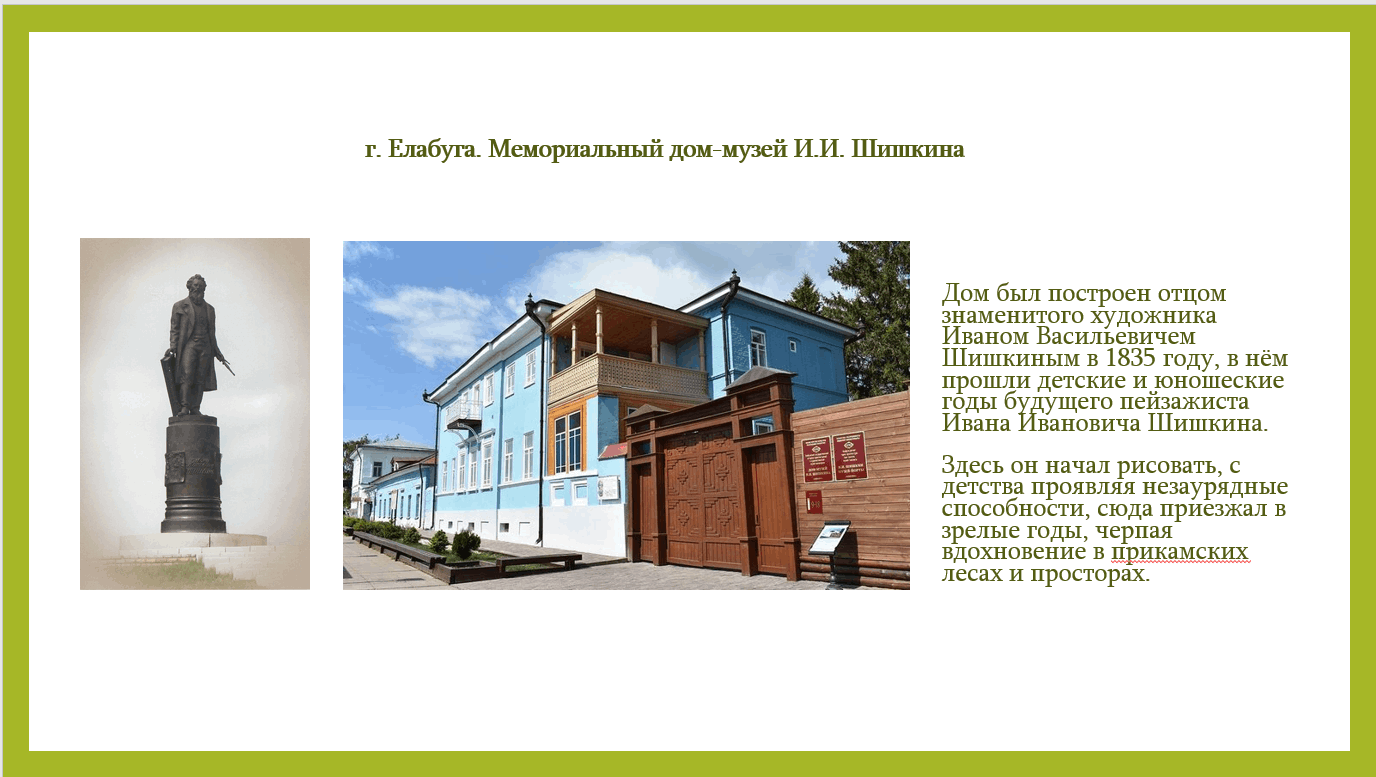 г. Елабуга. Мемориальный дом-музей И.И. Шишкина
Дом был построен отцом
знаменитого художника
Иваном Васильевичем
Шишкиным в 1835 году, в нём
прошли детские и юношеские
годы будущего пейзажиста
Ивана Ивановича Шишкина.
Здесь он начал рисовать, с
детства проявляя незаурядные
способности, сюда приезжал в
зрелые годы, черпая
вдохновение в прикамских
лесах и просторах.